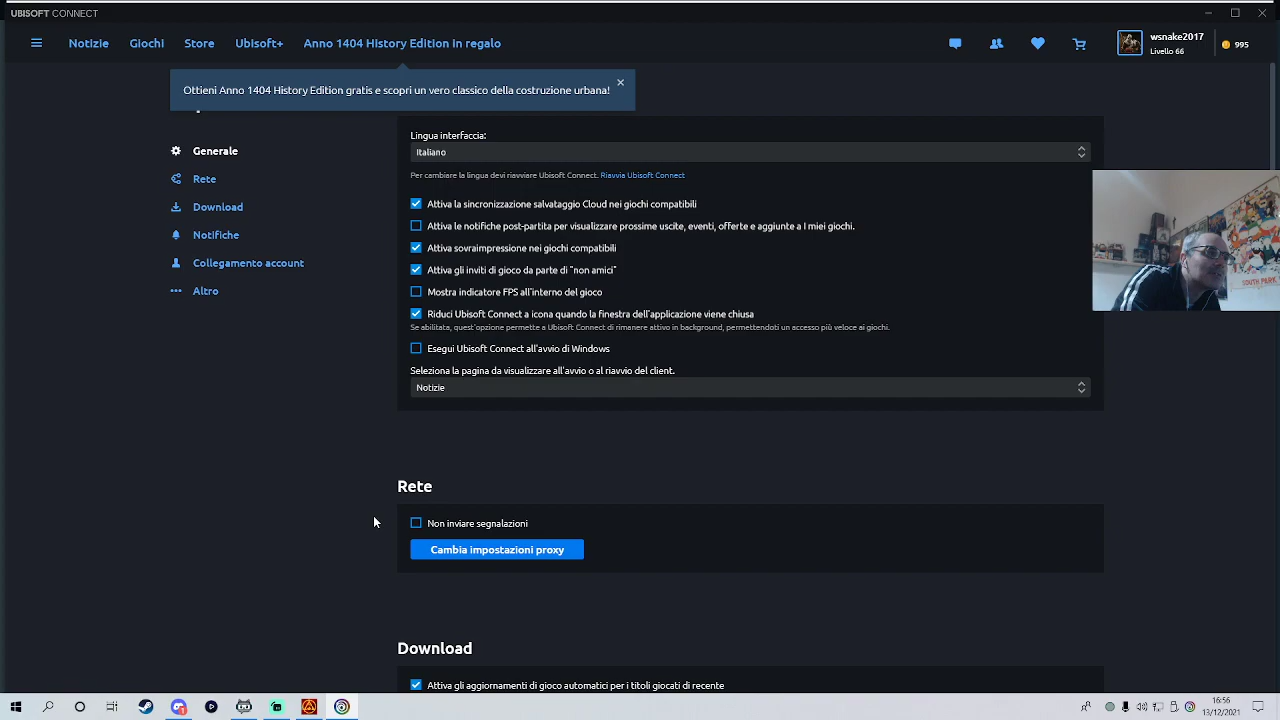 UBISOFT CONNECT
Notizie
Giochi
Store
Ubisoft+
Anno 1404 History Edition in regalo
wsnake2017
Livello 66
995
Ottieni Anno 1404 History Edition gratis e scopri un vero classico della costruzione urbana!
Generale
Rete
Download
Notifiche
Collegamento account
Altro
Lingua interfaccia:
Italiano
Per cambiare la lingua devi riavviare Ubisoft Connect. Riavvia Ubisoft Connect
Attiva la sincronizzazione salvataggio Cloud nei giochi compatibili
Attiva le notifiche post-partita per visualizzare prossime uscite, eventi, offerte e aggiunte a I miei giochi.
Attiva sovraimpressione nei giochi compatibili
Attiva gli inviti di gioco da parte di "non amici"
Mostra indicatore FPS all'interno del gioco
Riduci Ubisoft Connect a icona quando la finestra dell'applicazione viene chiusa
Se abilitata, quest'opzione permette a Ubisoft Connect di rimanere attivo in background, permettendoti un accesso più veloce ai giochi.
Esegui Ubisoft Connect all'avvio di Windows
Seleziona la pagina da visualizzare all'avvio o al riavvio del client.
Notizie
Rete
Non inviare segnalazioni
Cambia impostazioni proxy
Download
Attiva gli aggiornamenti di gioco automatici per i titoli giocati di recente
SOUTH PARK
16:56
13/12/2021